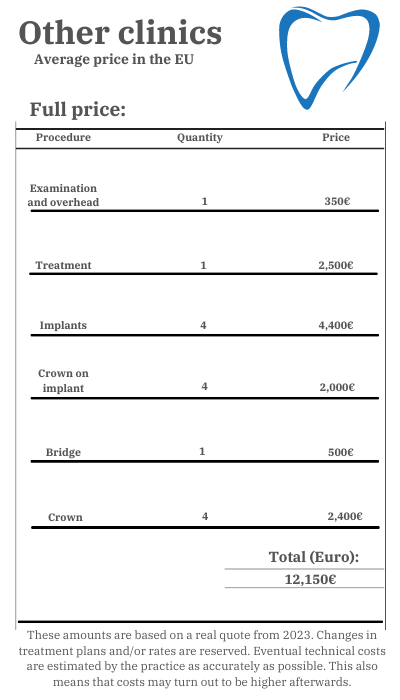 Other clinics
Average price in the EU
Full price:
Procedure Quantity Price
Examination
and overhead 1 350€
Treatment 1 2,500€
Implants 4 4,400€
Crown on
implant 4 2,000€
Bridge 1 500€
Crown 4 2,400€
Total (Euro):
12,150€
These amounts are based on a real quote from 2023. Changes in
treatment plans and/or rates are reserved. Eventual technical costs
are estimated by the practice as accurately as possible. This also
means that costs may turn out to be higher afterwards.